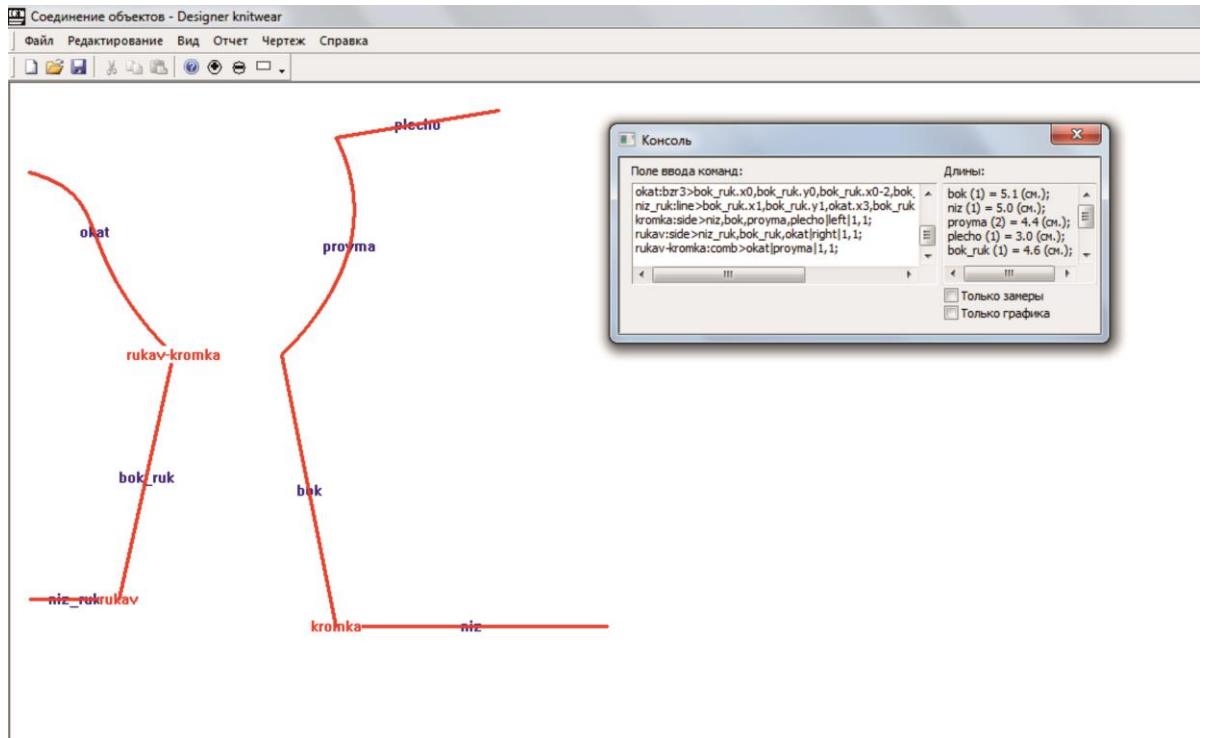 Соединение объектов - Designer knitwear
Файл Редактирование Вид Отчет Чертеж Справка
plecho
okat
proyma
rukav-kromka
bok_ruk
bok
niz_ruk
rukav
kromka
niz
Консоль
Поле ввода команд:
okat:bzr3>bok_ruk.x0,bok_ruk.y0,bok_ruk.x0-2,bok_
niz_ruk:line>bok_ruk.x1,bok_ruk.y1,okat.x3,bok_ruk
kromka:side>niz,bok,proyma,plecho|left|1,1;
rukav:side>niz_ruk,bok_ruk,okat|right|1,1;
rukav-kromka:comb>okat|proyma|1,1;
Длины:
bok (1) = 5.1 (см.);
niz (1) = 5.0 (см.);
proyma (2) = 4.4 (см.);
plecho (1) = 3.0 (см.);
bok_ruk (1) = 4.6 (см.);
Только замеры
Только графика